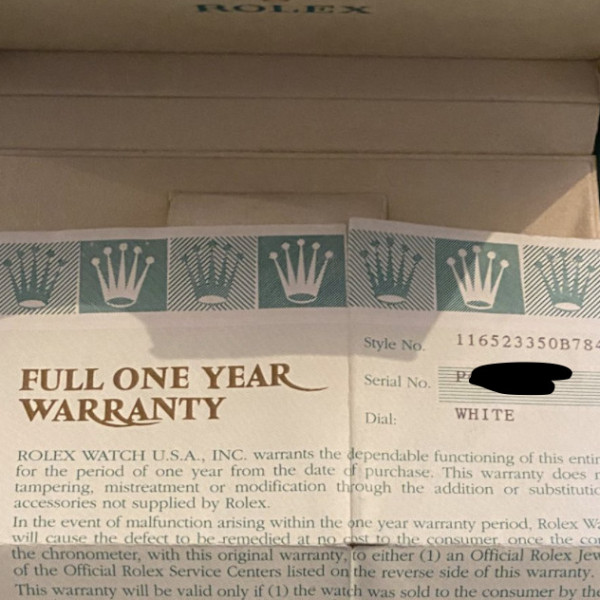 ROLEX
Style No. 116523350B784
Serial No. P
Dial: WHITE
FULL ONE YEAR
WARRANTY
ROLEX WATCH U.S.A., INC. warrants the dependable functioning of this
for the period of one year from the date of purchase. This warranty does
tampering, mistreatment or modification through the addition or
accessories not supplied by Rolex.
In the event of malfunction arising within the one year warranty period, Rolex
will cause the defect to be remedied at no cost to the consumer, once the
the chronometer, with this original warranty, to either (1) an Official Rolex
of the Official Rolex Service Centers listed on the reverse side of this warranty.
This warranty will be valid only if (1) the watch was sold to the consumer by the